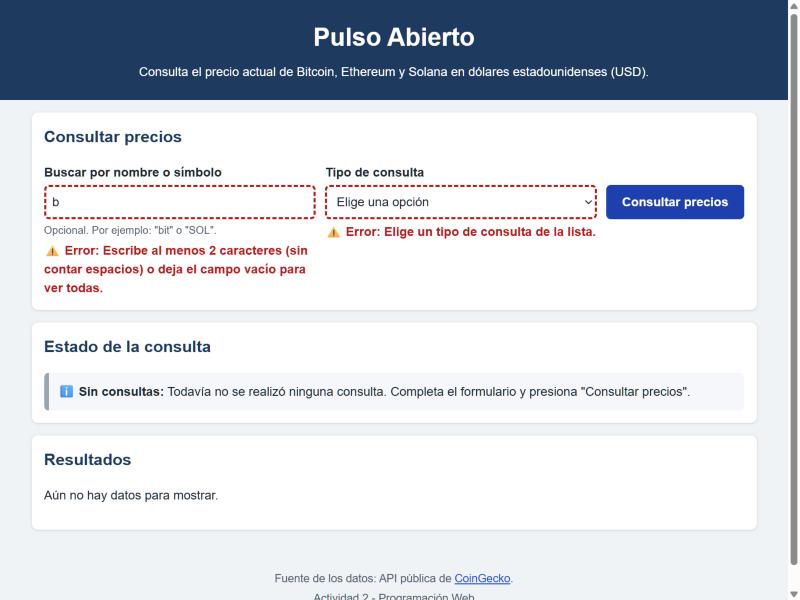 Pulso Abierto
Consulta el precio actual de Bitcoin, Ethereum y Solana en dólares estadounidenses (USD).
Consultar precios
Buscar por nombre o símbolo
Tipo de consulta
b
Elige una opción
Consultar precios
Opcional. Por ejemplo: "bit" o "SOL".
Error: Elige un tipo de consulta de la lista.
Error: Escribe al menos 2 caracteres (sin
contar espacios) o deja el campo vacío para
ver todas.
Estado de la consulta
Sin consultas: Todavía no se realizó ninguna consulta. Completa el formulario y presiona "Consultar precios".
Resultados
Aún no hay datos para mostrar.
Fuente de los datos: API pública de CoinGecko.
Actividad 2 - Programación Web